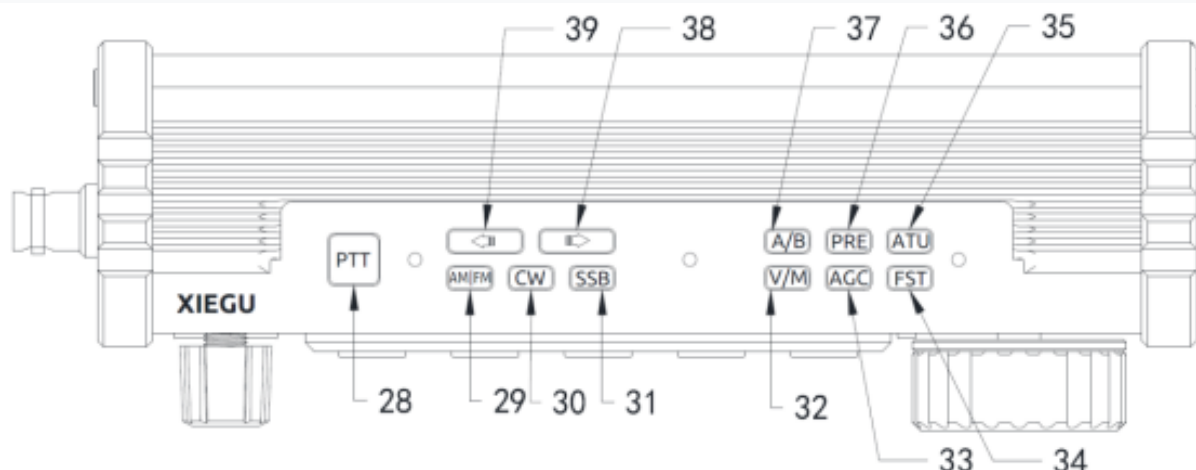 39 38 37 36 35
A/B PRE ATU
PTT
AM|FM CW SSB V/M AGC FST
XIEGU
28 29 30 31 32
33 34